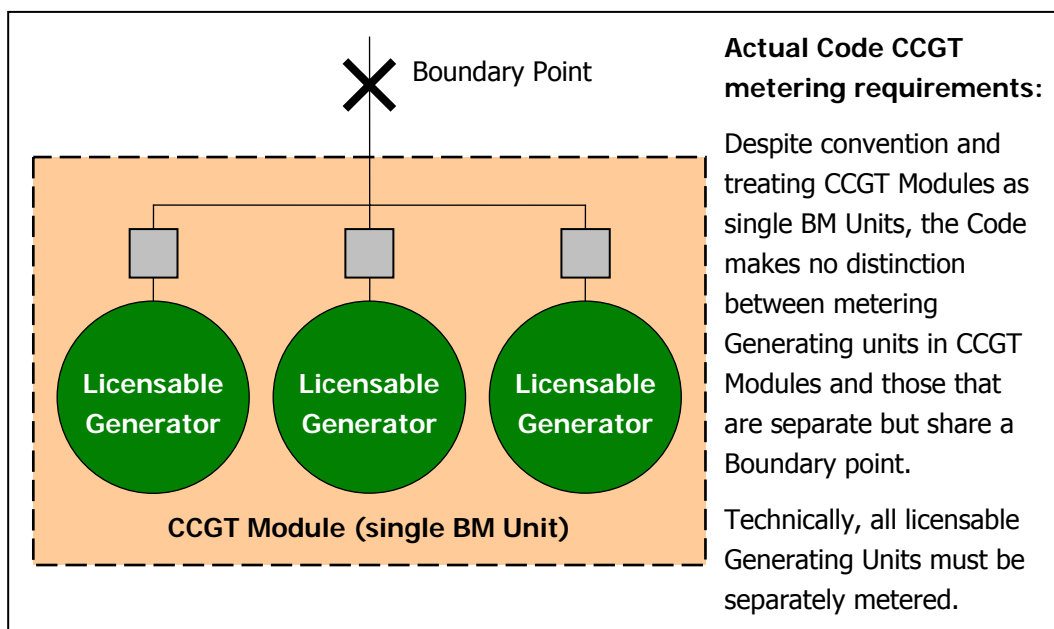 Boundary Point
Licensable
Generator
Licensable
Generator
Licensable
Generator
CCGT Module (single BM Unit)
Actual Code CCGT
metering requirements:
Despite convention and
treating CCGT Modules as
single BM Units, the Code
makes no distinction
between metering
Generating units in CCGT
Modules and those that
are separate but share a
Boundary point.
Technically, all licensable
Generating Units must be
separately metered.